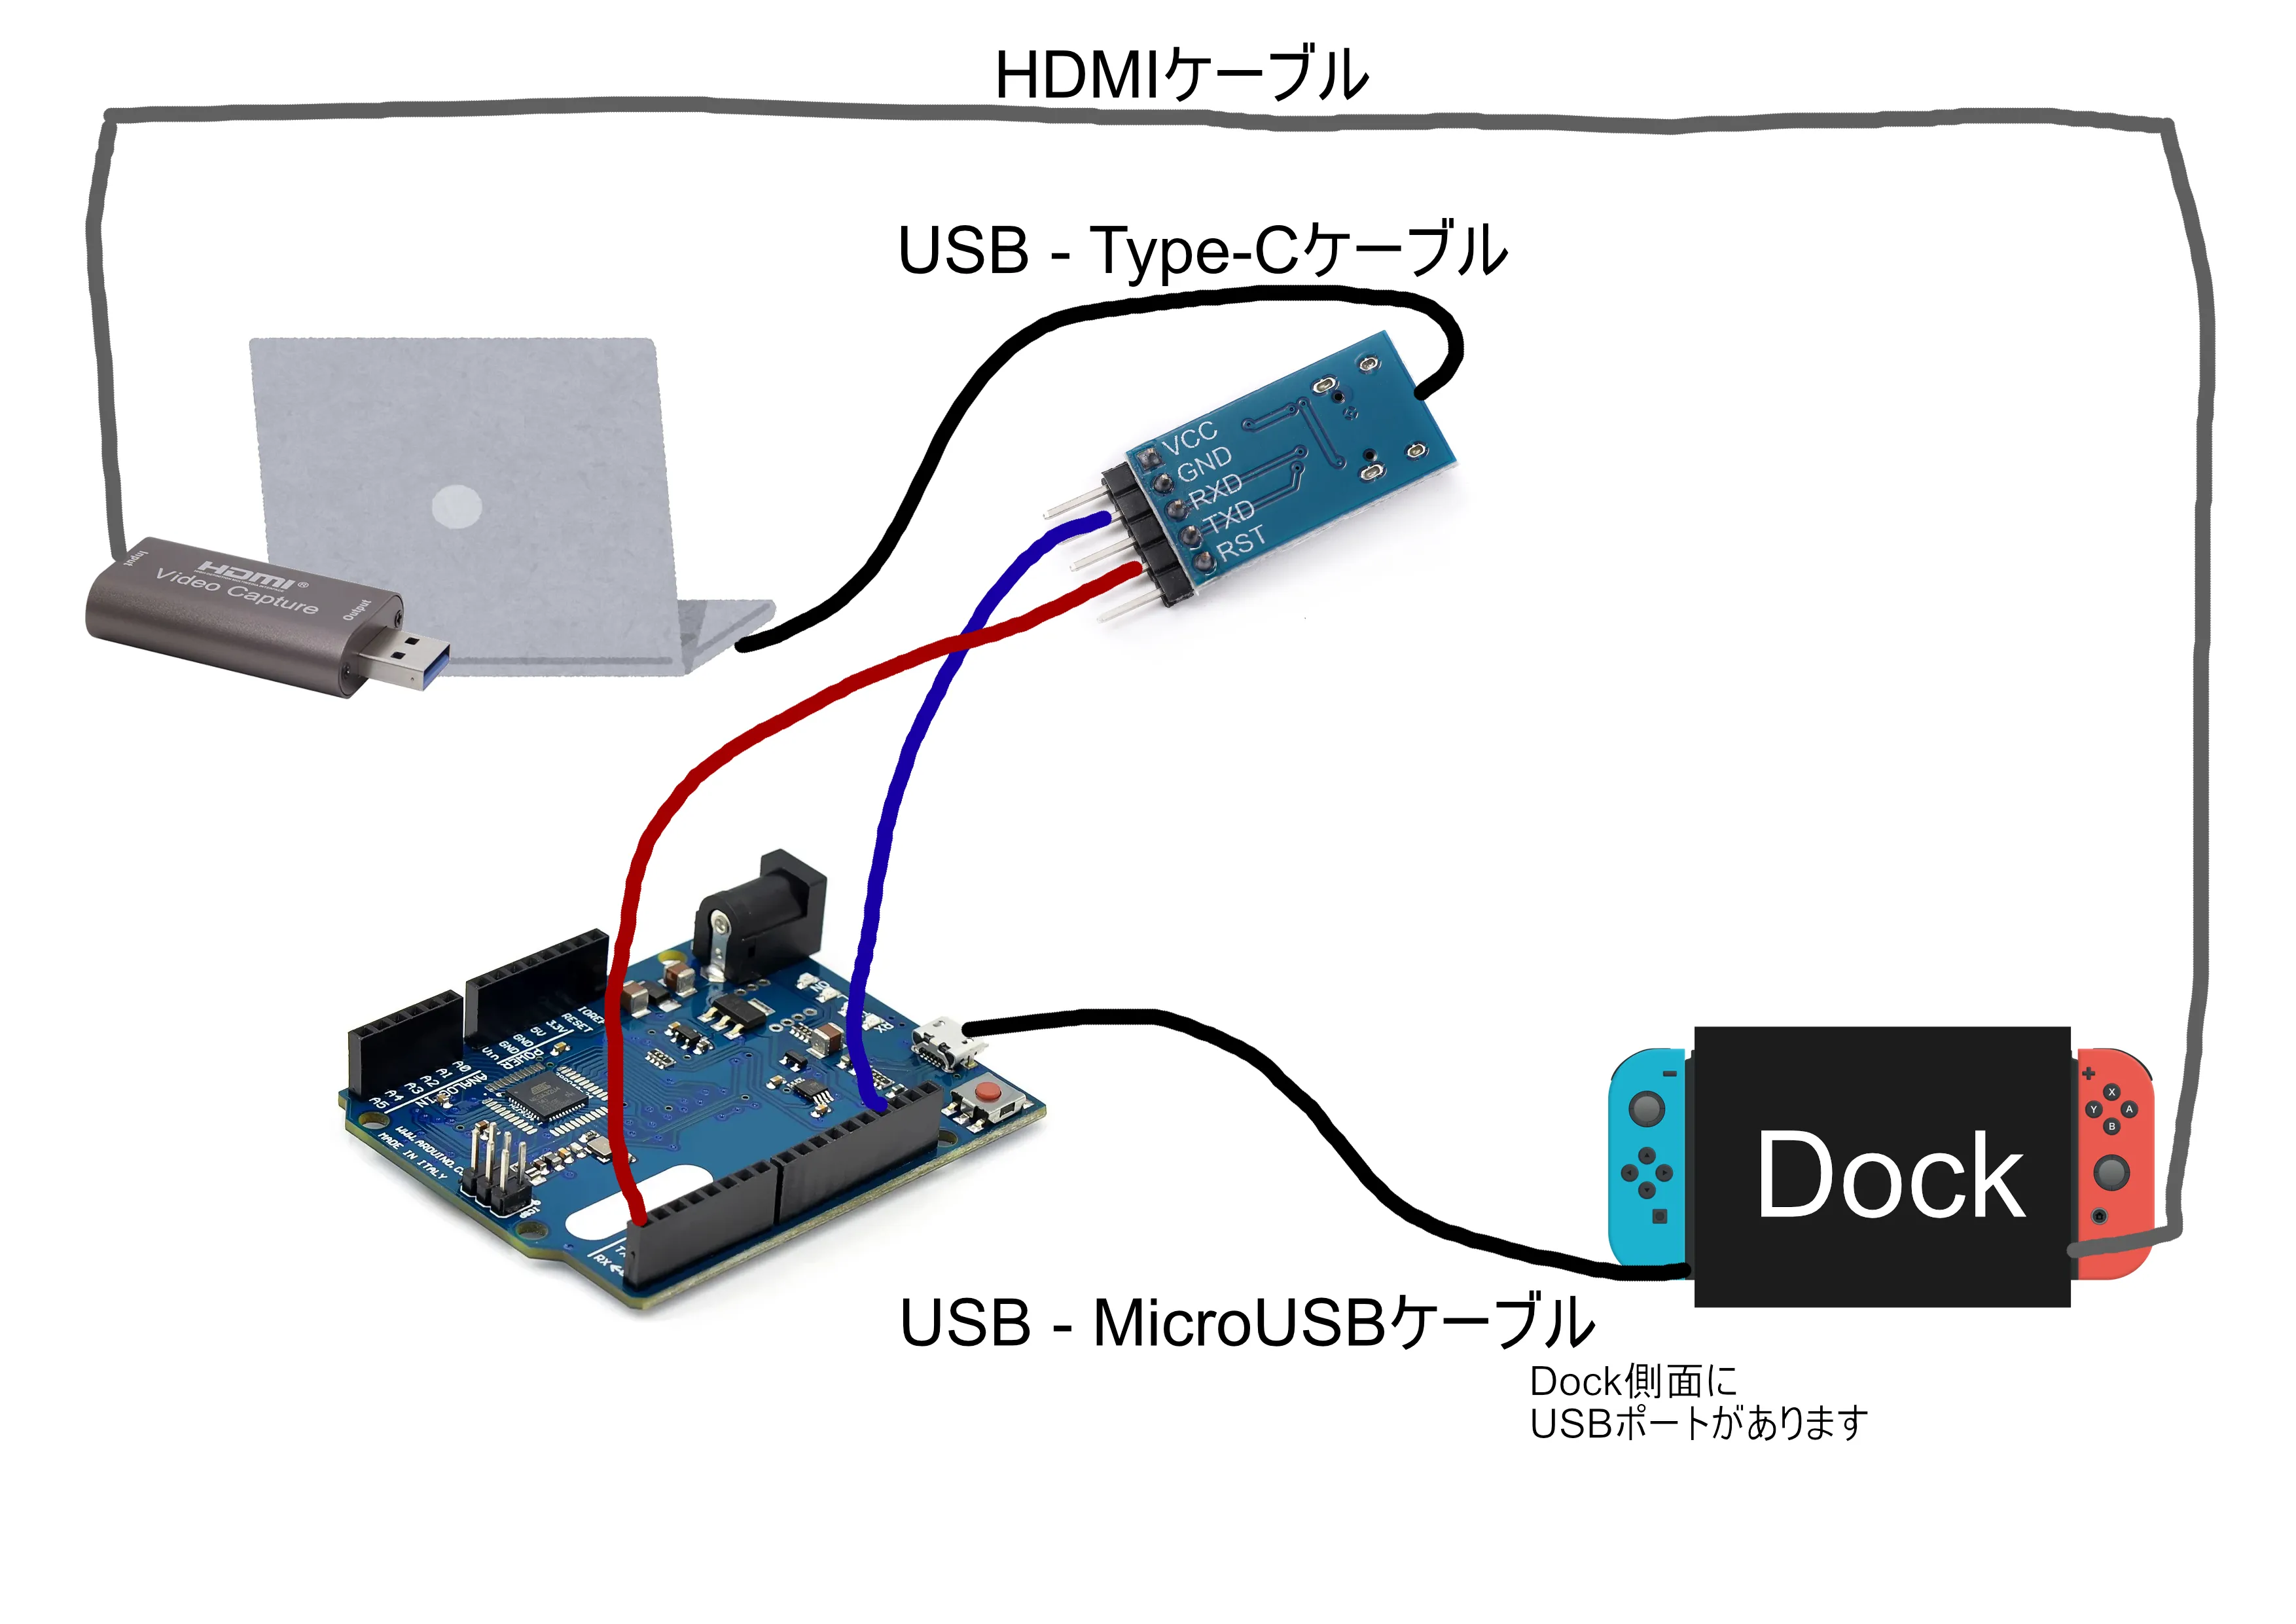 HDMIケーブル
USB - Type-Cケーブル
VCC
GND
RXD
TXD
RST
Input
HDMI®
Video Capture
Output
IOREF
RESET
3.3V
5V
GND
GND
Vin
POWER
A0
A1
A2
A3
A4
A5
ANALOG IN
WWW.ARDUINO.C
MADE IN ITALY
ICSP
ON
RX
RX
Dock
X
Y
A
B
USB - MicroUSBケーブル
Dock側面に
USBポートがあります